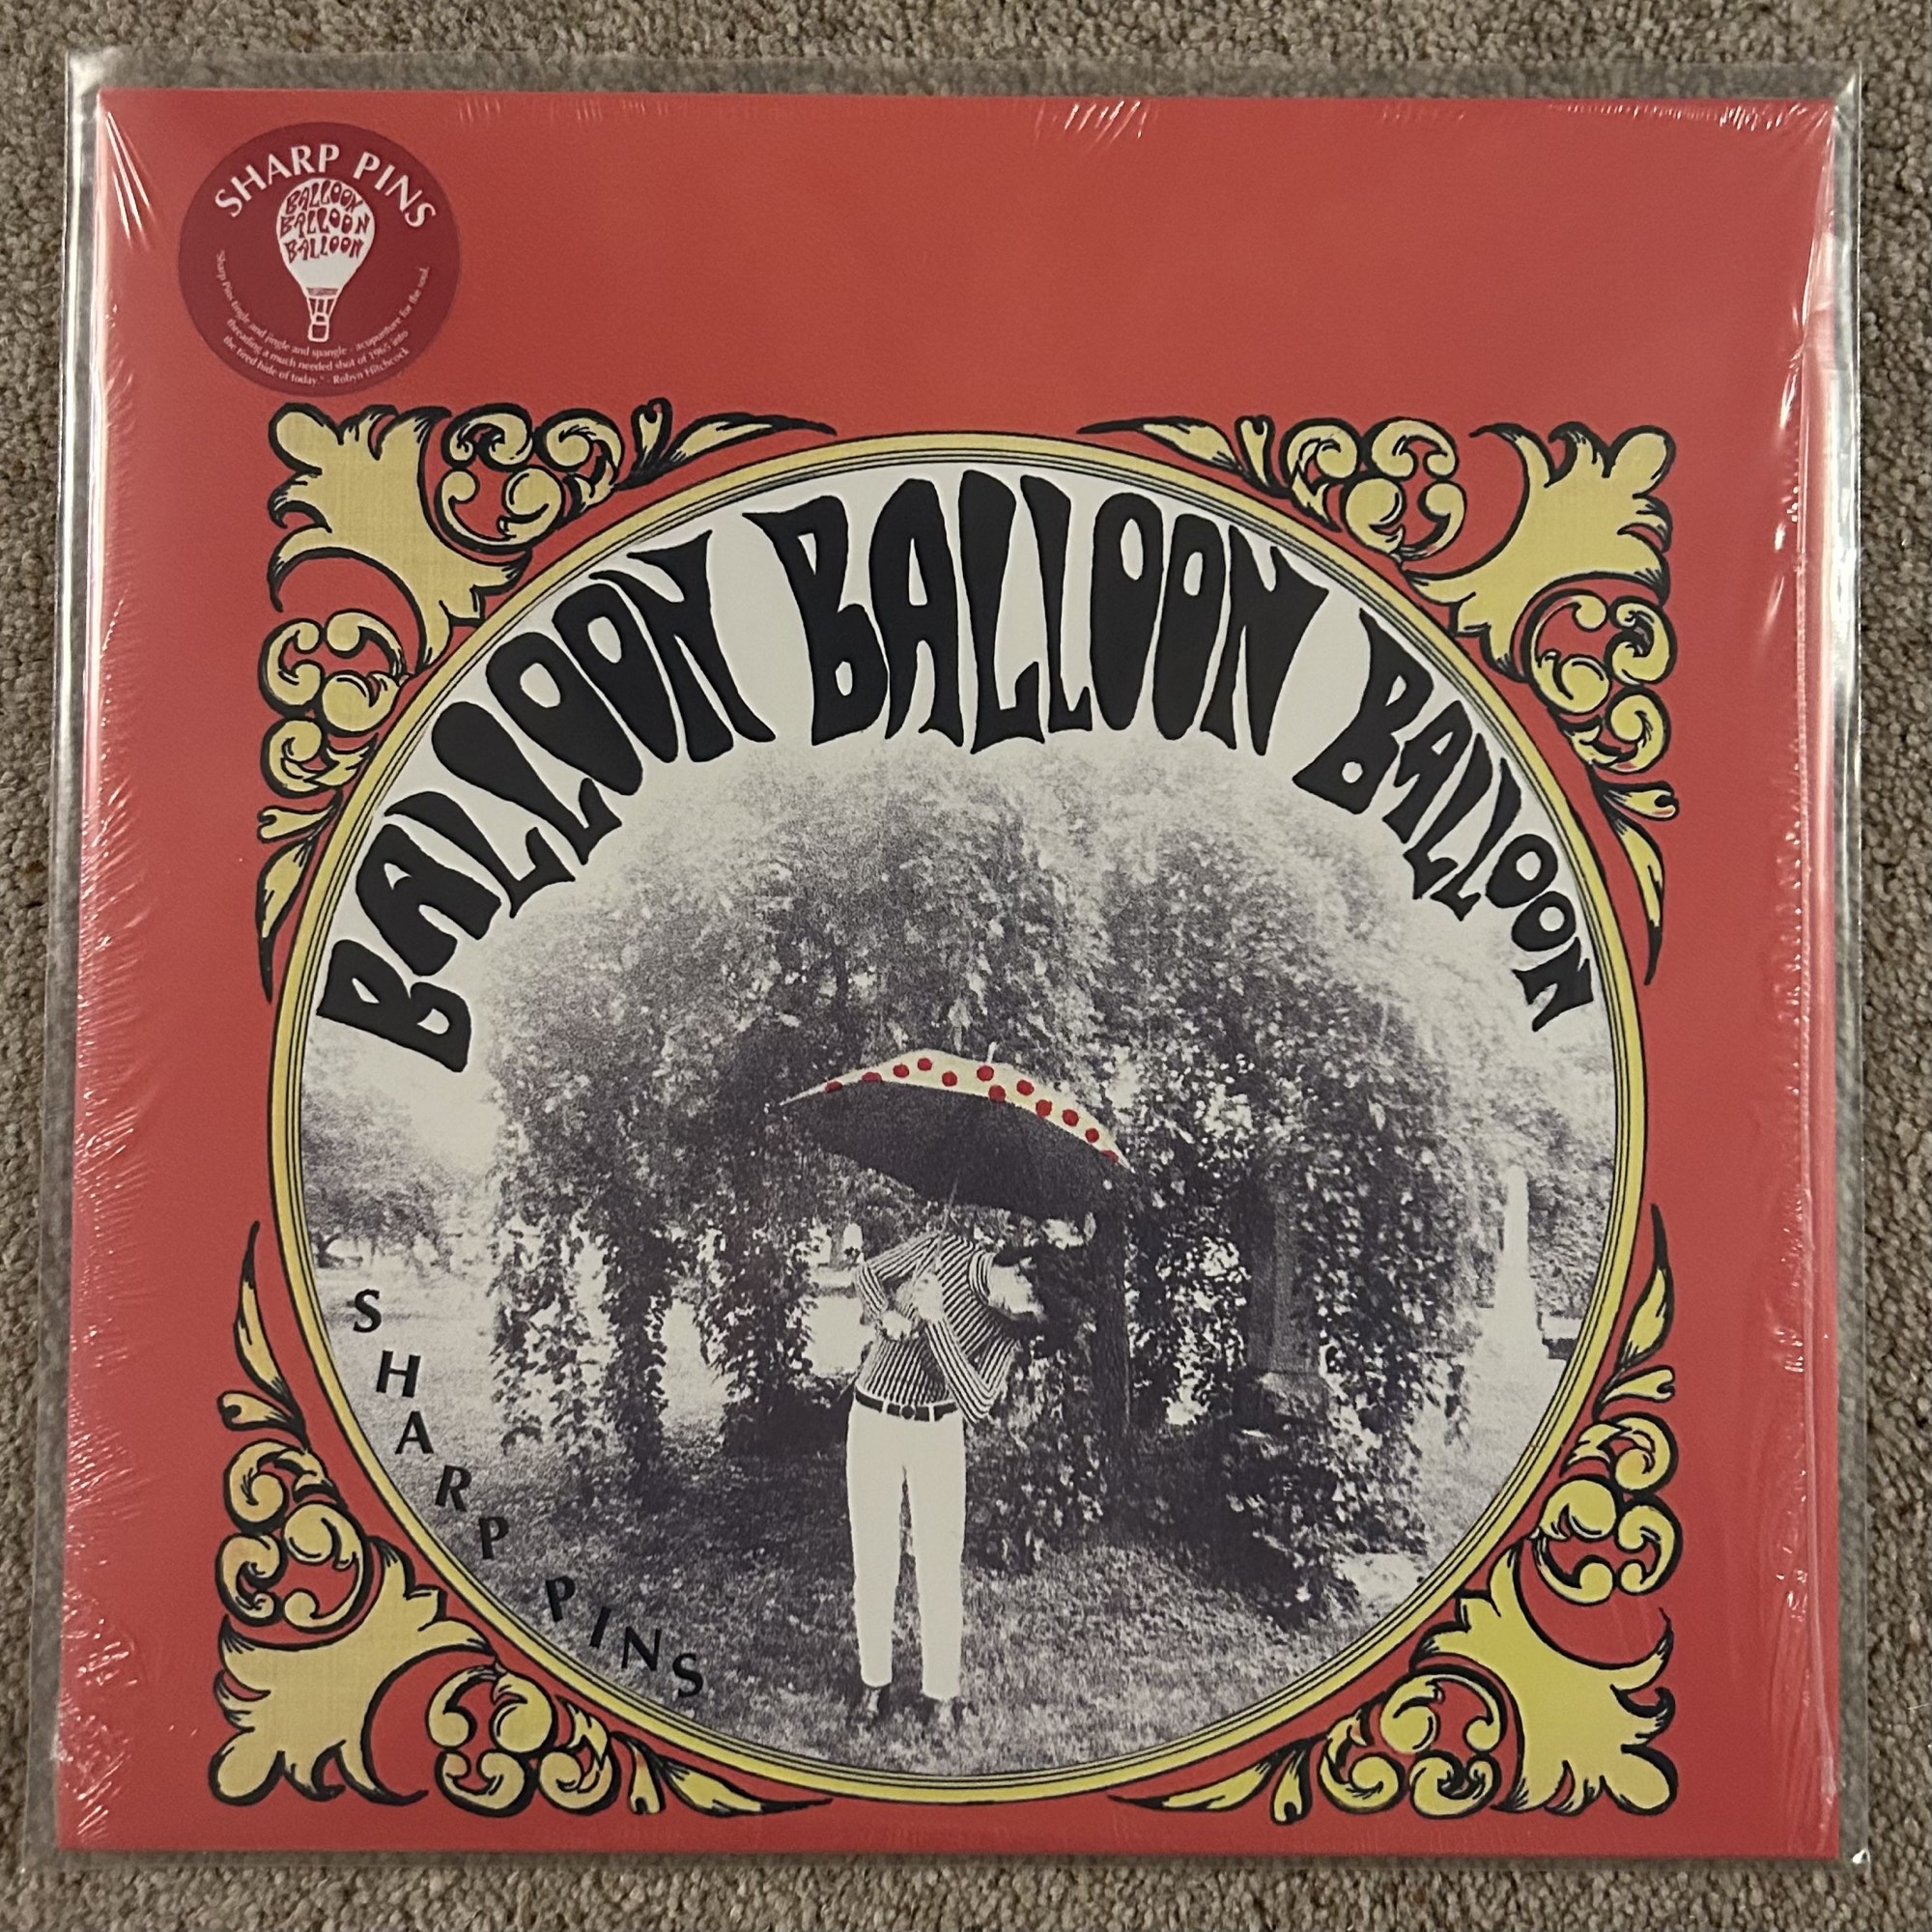 SHARP PINS
BALLOON
BALLOON
BALLOON
"Sharp Pins tingle and jingle and spangle - acupuncture for the soul,
threading a much needed shot of 1965 into
the tired hide of today." - Robyn Hitchcock
BALLOON BALLOON BALLOON
SHARP PINS